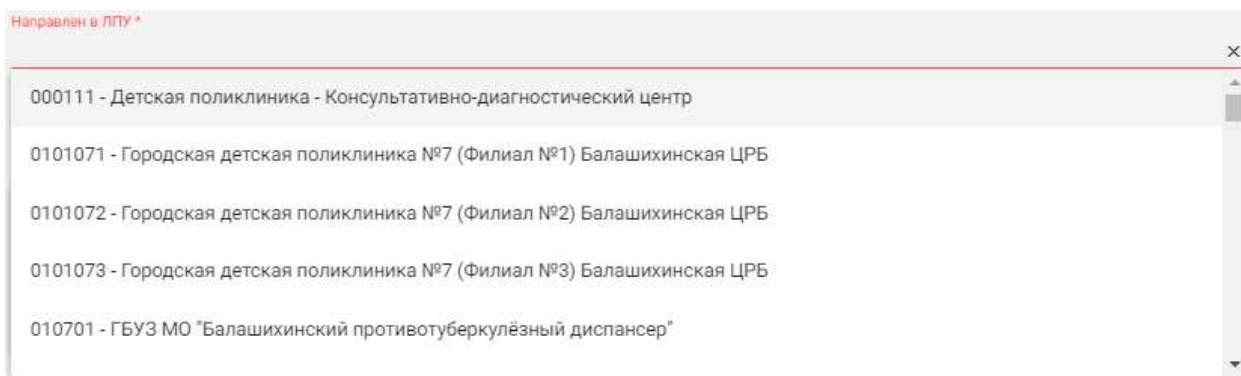 Направлен в ЛПУ *
000111 - Детская поликлиника - Консультативно-диагностический центр
0101071 - Городская детская поликлиника №7 (Филиал №1) Балашихинская ЦРБ
0101072 - Городская детская поликлиника №7 (Филиал №2) Балашихинская ЦРБ
0101073 - Городская детская поликлиника №7 (Филиал №3) Балашихинская ЦРБ
010701 - ГБУЗ МО "Балашихинский противотуберкулёзный диспансер"